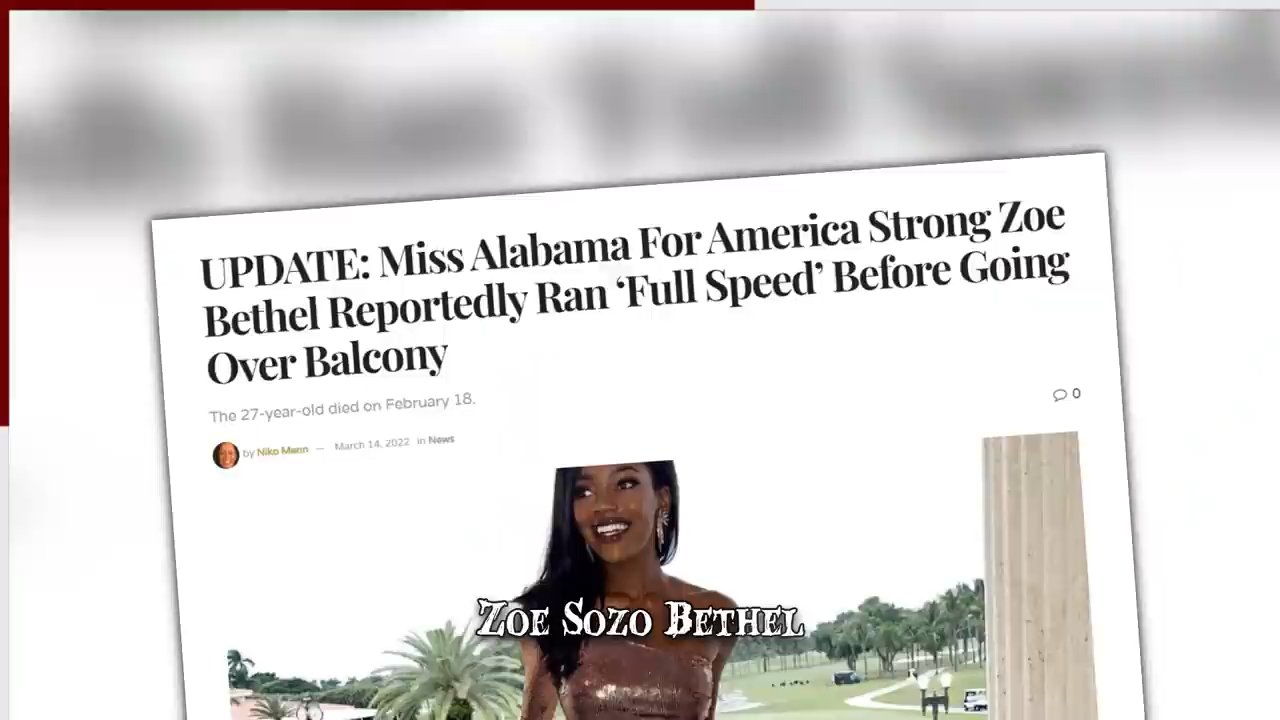 UPDATE: Miss Alabama For America Strong Zoe
Bethel Reportedly Ran ‘Full Speed’ Before Going
Over Balcony
The 27-year-old died on February 18.
0
by Niko Mann — March 14, 2022 in News
Zoe Sozo Bethel